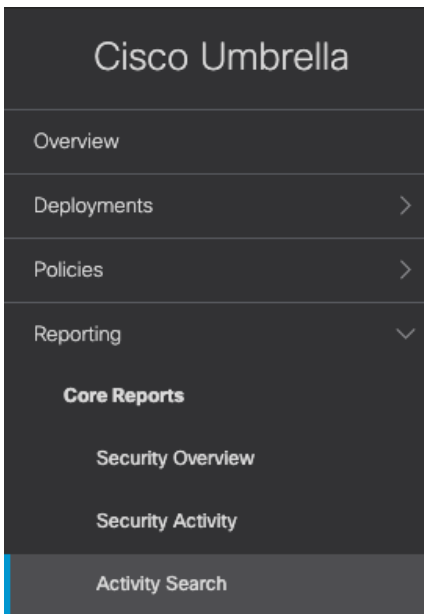 Cisco Umbrella
Overview
Deployments
Policies
Reporting
Core Reports
Security Overview
Security Activity
Activity Search